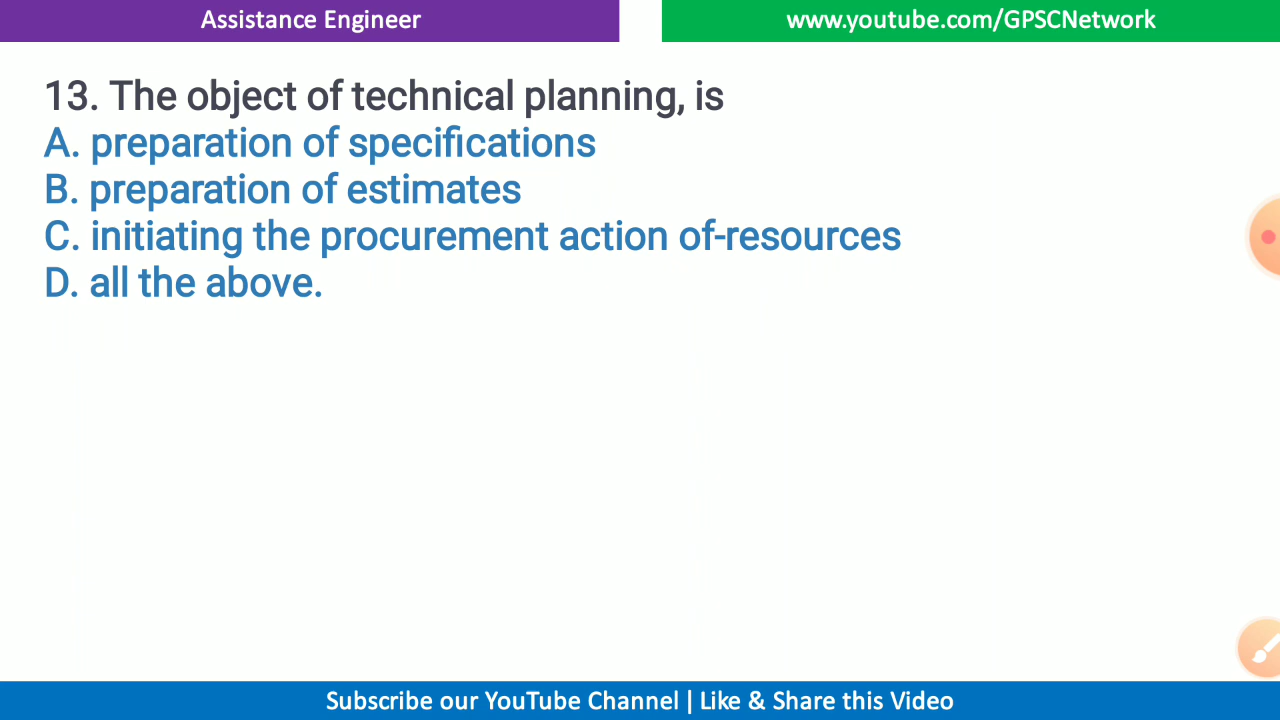 Assistance Engineer
www.youtube.com/GPSCNetwork
13. The object of technical planning, is
A. preparation of specifications
B. preparation of estimates
C. initiating the procurement action of-resources
D. all the above.
Subscribe our YouTube Channel | Like & Share this Video